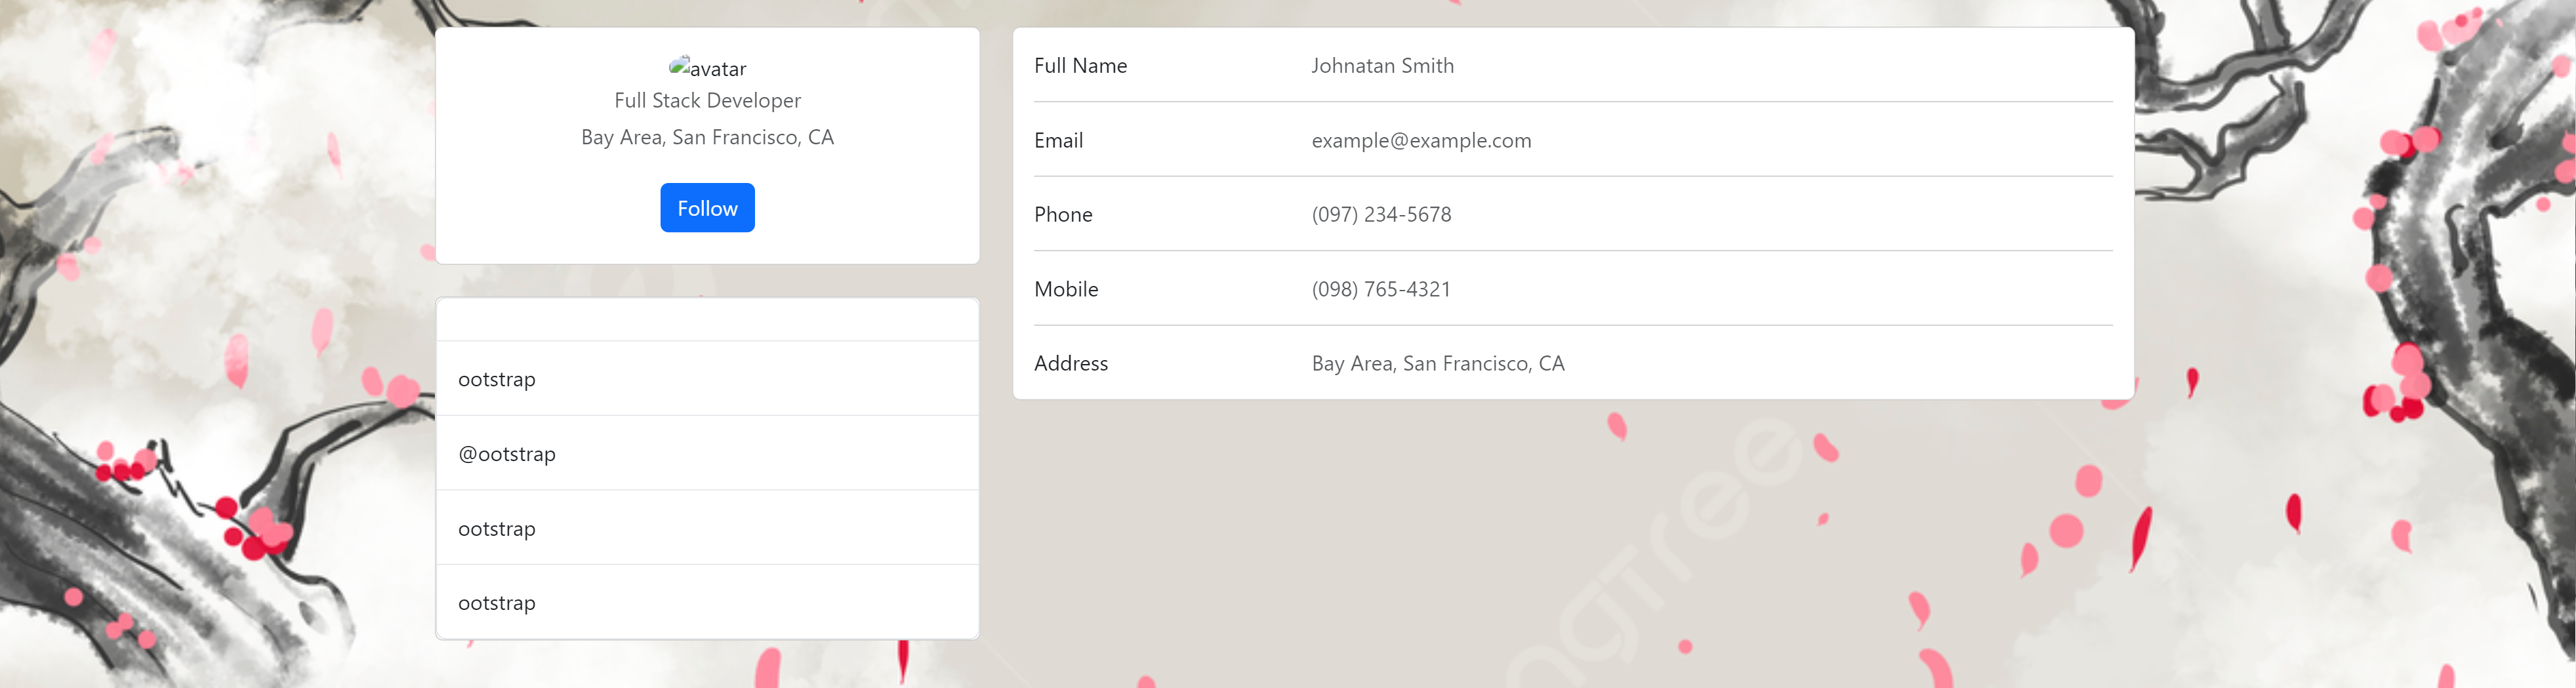 avatar
Full Stack Developer
Bay Area, San Francisco, CA
Follow
ootstrap
@ootstrap
ootstrap
ootstrap
Full Name Johnatan Smith
Email example@example.com
Phone (097) 234-5678
Mobile (098) 765-4321
Address Bay Area, San Francisco, CA
ngTree